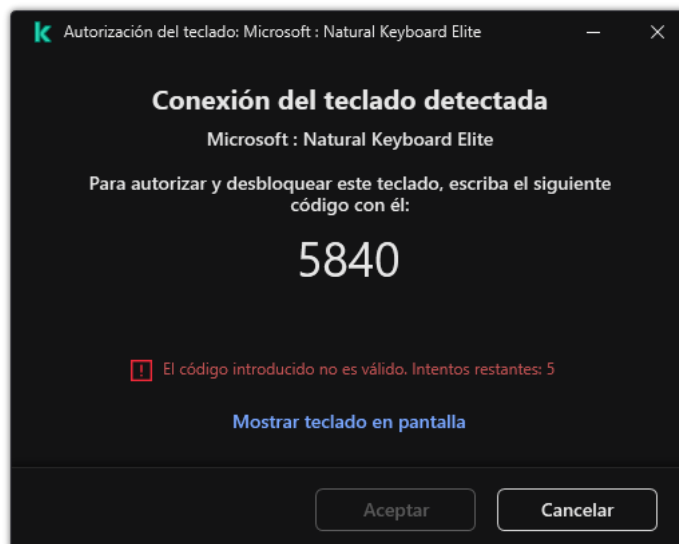 Autorización del teclado: Microsoft : Natural Keyboard Elite
Conexión del teclado detectada
Microsoft : Natural Keyboard Elite
Para autorizar y desbloquear este teclado, escriba el siguiente
código con él:
5840
El código introducido no es válido. Intentos restantes: 5
Mostrar teclado en pantalla
Aceptar
Cancelar